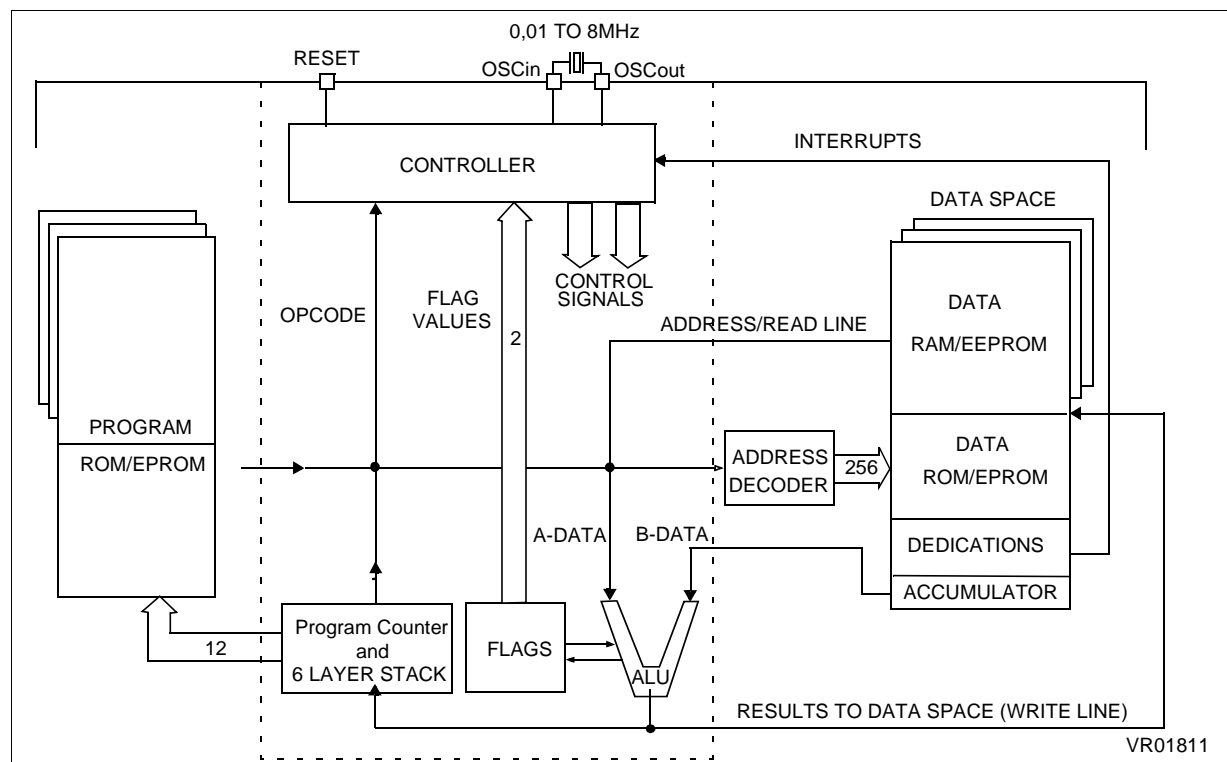 0,01 TO 8MHz
RESET
OSCin
OSCout
CONTROLLER
INTERRUPTS
DATA SPACE
OPCODE
FLAG
VALUES
2
CONTROL
SIGNALS
ADDRESS/READ LINE
DATA
RAM/EEPROM
PROGRAM
ROM/EPROM
ADDRESS
DECODER
256
DATA
ROM/EPROM
A-DATA
B-DATA
DEDICATIONS
ACCUMULATOR
12
Program Counter
and
6 LAYER STACK
FLAGS
ALU
RESULTS TO DATA SPACE (WRITE LINE)
VR01811